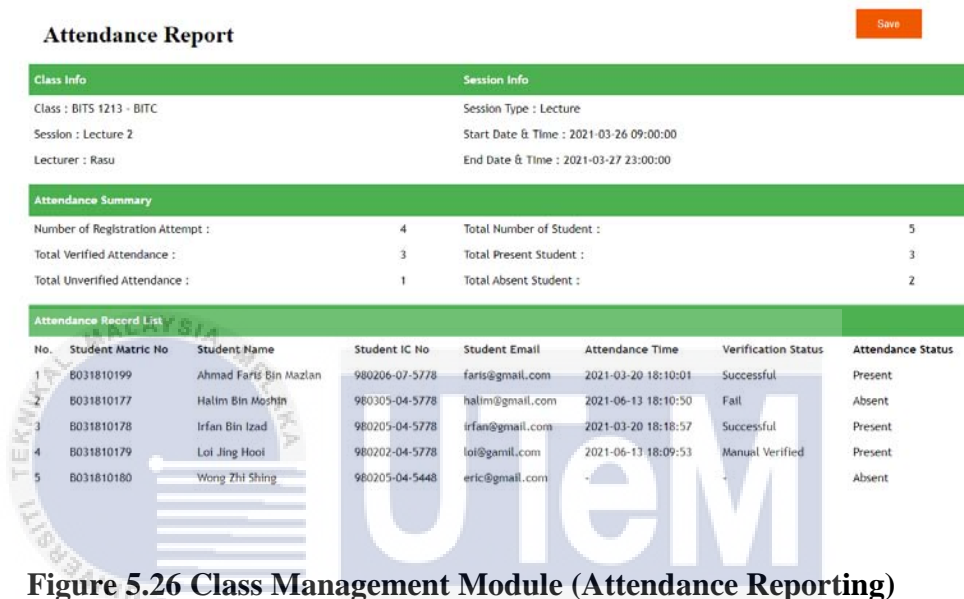 Attendance Report
Save
Class Info Session Info
Class : BITS 1213 - BITC Session Type : Lecture
Session : Lecture 2 Start Date & Time : 2021-03-26 09:00:00
Lecturer : Rasu End Date & Time : 2021-03-27 23:00:00
Attendance Summary
Number of Registration Attempt : 4 Total Number of Student : 5
Total Verified Attendance : 3 Total Present Student : 3
Total Unverified Attendance : 1 Total Absent Student : 2
Attendance Record List
No. Student Matric No Student Name Student IC No Student Email Attendance Time Verification Status Attendance Status
1 B031810199 Ahmad Faris Bin Mazlan 980206-07-5778 faris@gmail.com 2021-03-20 18:10:01 Successful Present
2 B031810177 Halim Bin Moshin 980305-04-5778 halim@gmail.com 2021-06-13 18:10:50 Fail Absent
3 B031810178 Irfan Bin Izad 980205-04-5778 irfan@gmail.com 2021-03-20 18:18:57 Successful Present
4 B031810179 Loi Jing Hooi 980202-04-5778 loi@gamil.com 2021-06-13 18:09:53 Manual Verified Present
5 B031810180 Wong Zhi Shing 980205-04-5448 eric@gmail.com - - Absent
UTeM
TEKNIKAL MALAYSIA
Figure 5.26 Class Management Module (Attendance Reporting)